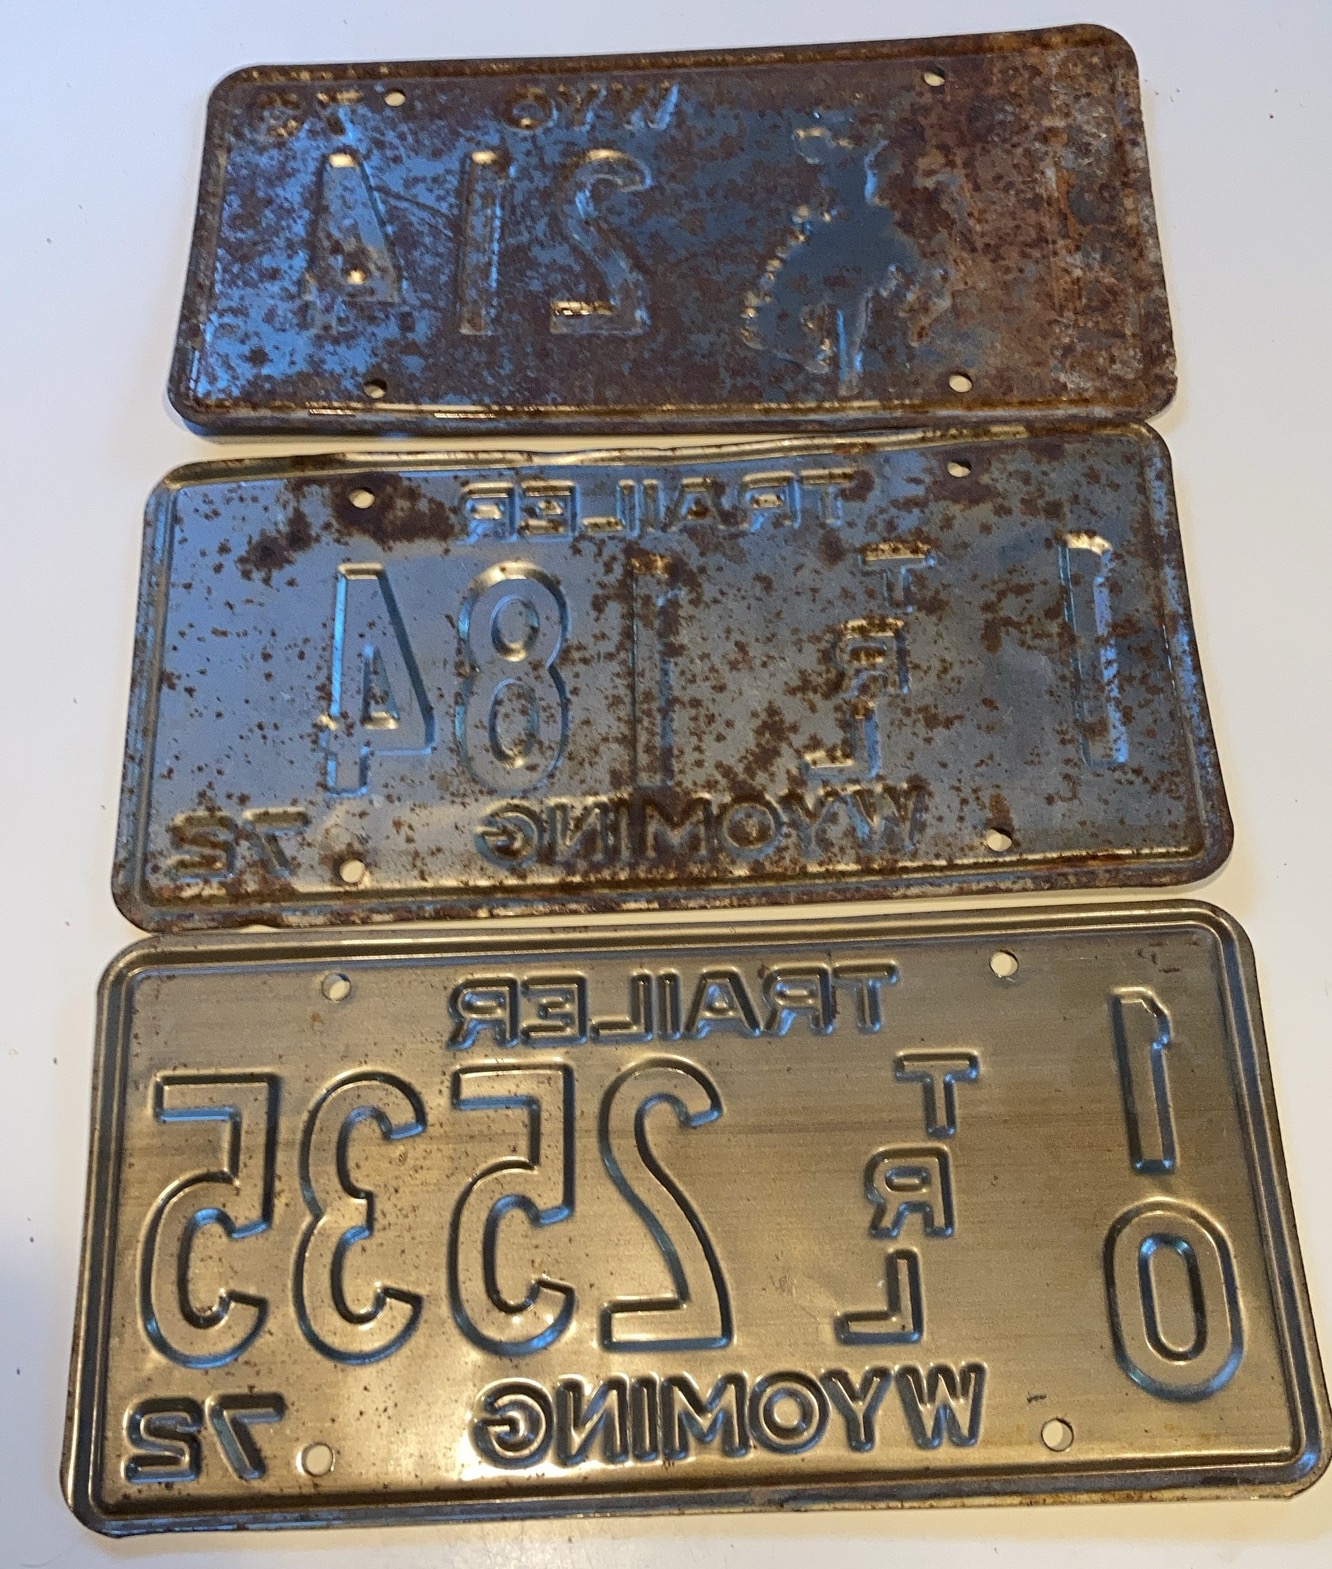 WYO
214
TRAILER
1 TRL 184
WYOMING 72
TRAILER
10 TRL 2535
WYOMING 72